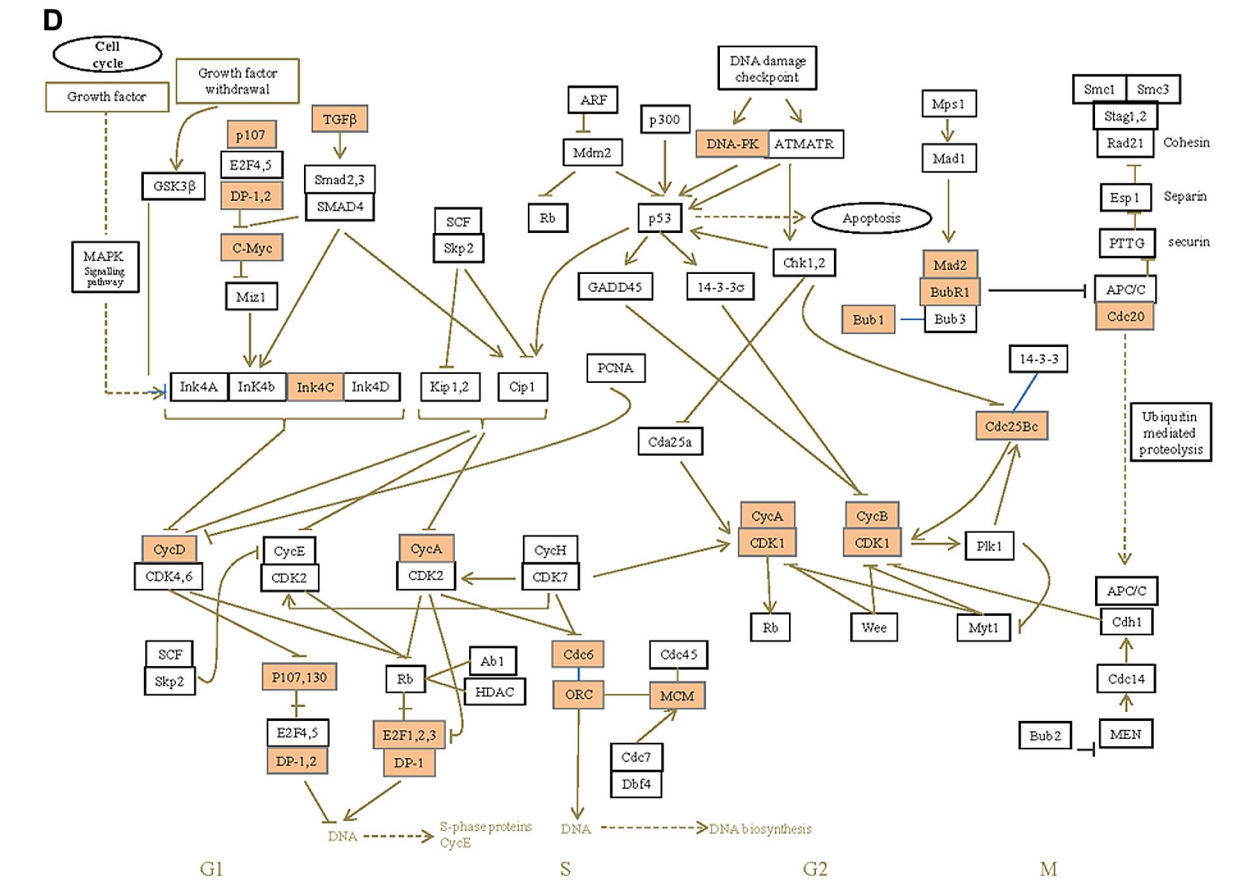 D
Cell
cycle
Growth factor
Growth factor
withdrawal
p107
E2F4,5
DP-1,2
C-Myc
Miz1
TGFβ
Smad2,3
SMAD4
GSK3β
MAPK
Signalling
pathway
SCF
Skp2
ARF
Mdm2
Rb
p300
p53
DNA damage
checkpoint
DNA-PK
ATMATR
Apoptosis
GADD45
14-3-3σ
Chk1,2
Mps1
Mad1
Mad2
BubR1
Bub1
Bub3
Smc1
Smc3
Stag1,2
Rad21
Cohesin
Esp1
Separin
PTTG
securin
APC/C
Cdc20
Ink4A
InK4b
Ink4C
Ink4D
Kip1,2
Cip1
PCNA
Cda25a
14-3-3
Cdc25Bc
Ubiquitin
mediated
proteolysis
CycD
CDK4,6
CycE
CDK2
CycA
CDK2
CycH
CDK7
CycA
CDK1
CycB
CDK1
Plk1
Rb
Wee
Myt1
APC/C
Cdh1
Cdc14
MEN
Bub2
SCF
Skp2
P107,130
E2F4,5
DP-1,2
Rb
Ab1
HDAC
E2F1,2,3
DP-1
Cdc6
ORC
Cdc45
MCM
Cdc7
Dbf4
DNA
S-phase proteins
CycE
DNA
DNA biosynthesis
G1
S
G2
M